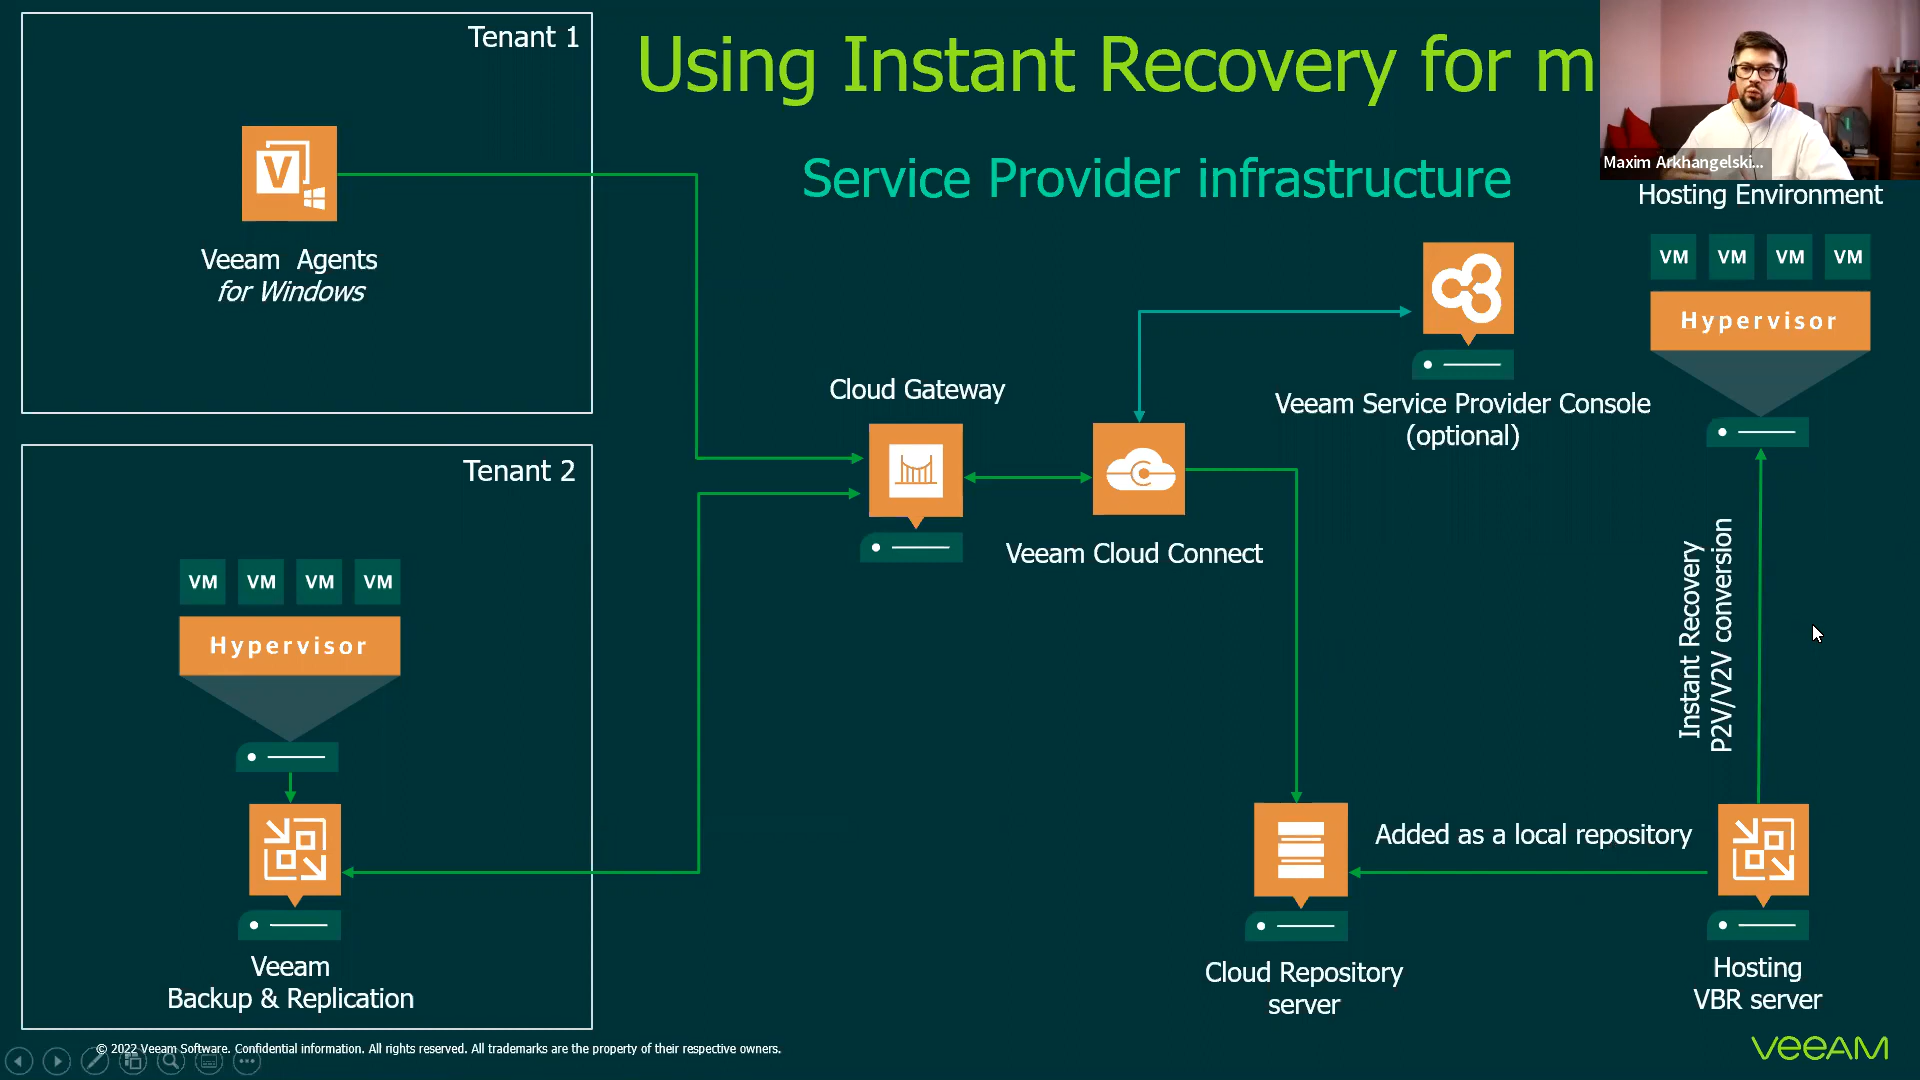 Tenant 1
Using Instant Recovery for m
Maxim Arkhangelski...
Service Provider infrastructure
Hosting Environment
V
Veeam Agents
for Windows
VM VM VM VM
Hypervisor
Cloud Gateway
Veeam Service Provider Console
(optional)
Tenant 2
Veeam Cloud Connect
Instant Recovery
P2V/V2V conversion
VM VM VM VM
Hypervisor
Added as a local repository
Veeam
Backup & Replication
Cloud Repository
server
Hosting
VBR server
© 2022 Veeam Software. Confidential information. All rights reserved. All trademarks are the property of their respective owners.
veeAM